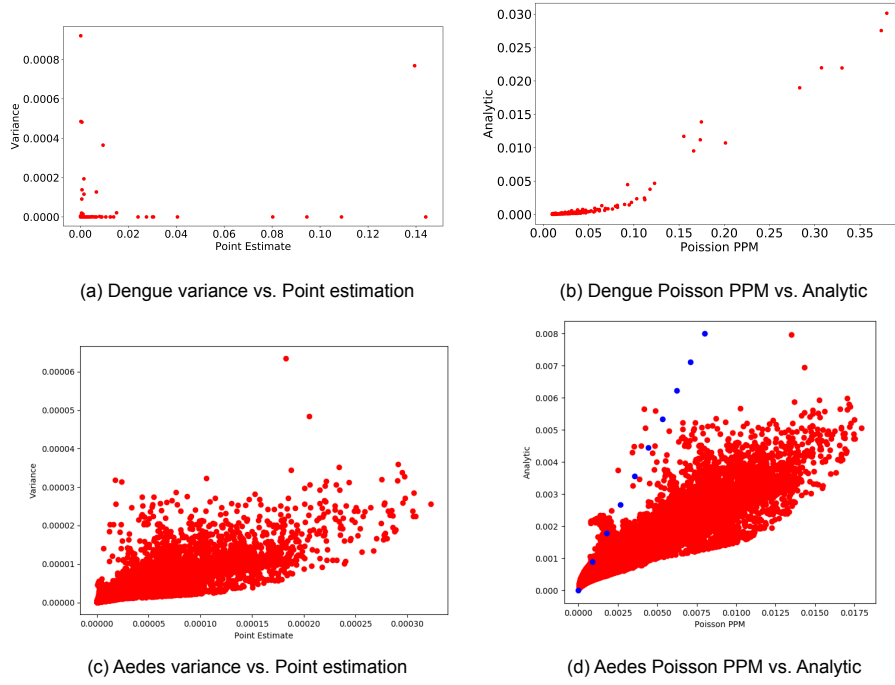 0.0008
0.0006
0.0004
0.0002
0.0000
Variance
0.00 0.02 0.04 0.06 0.08 0.10 0.12 0.14
Point Estimate
(a) Dengue variance vs. Point estimation
0.030
0.025
0.020
0.015
0.010
0.005
0.000
Analytic
0.00 0.05 0.10 0.15 0.20 0.25 0.30 0.35
Poission PPM
(b) Dengue Poisson PPM vs. Analytic
0.00006
0.00005
0.00004
0.00003
0.00002
0.00001
0.00000
Variance
0.00000 0.00005 0.00010 0.00015 0.00020 0.00025 0.00030
Point Estimate
(c) Aedes variance vs. Point estimation
0.008
0.007
0.006
0.005
0.004
0.003
0.002
0.001
0.000
Analytic
0.0000 0.0025 0.0050 0.0075 0.0100 0.0125 0.0150 0.0175
Poisson PPM
(d) Aedes Poisson PPM vs. Analytic